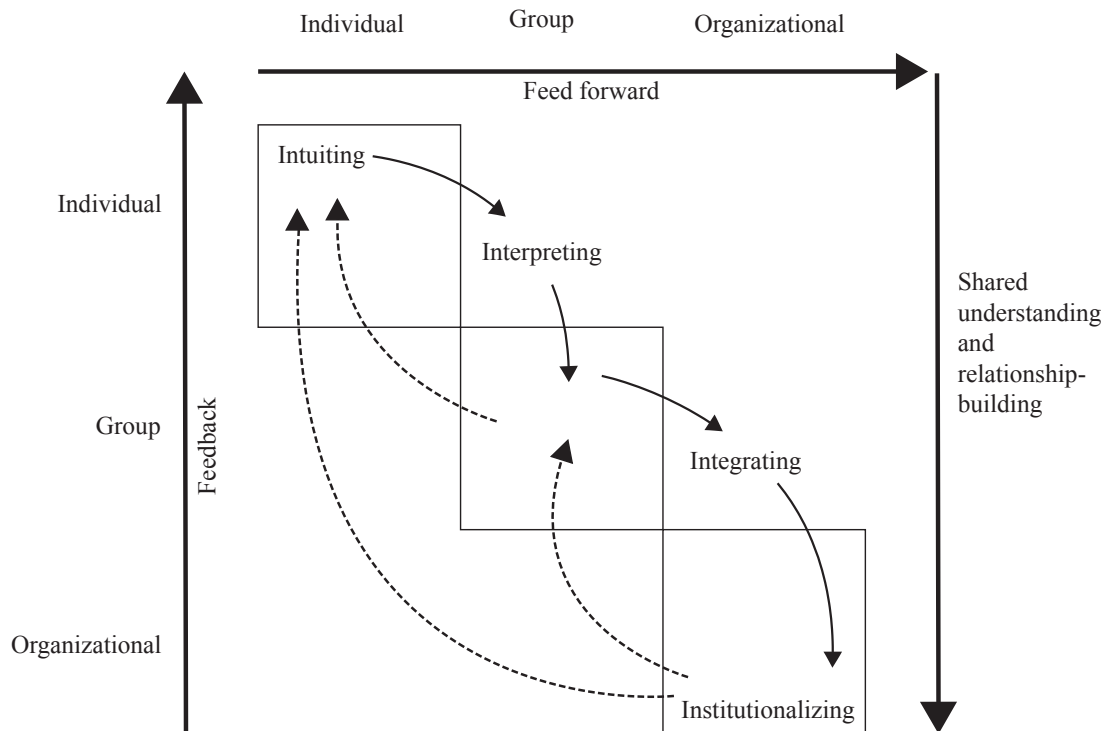 Individual
Group
Organizational
Feed forward
Intuiting
Individual
Interpreting
Shared
understanding
and
relationship-
building
Group
Feedback
Integrating
Organizational
Institutionalizing